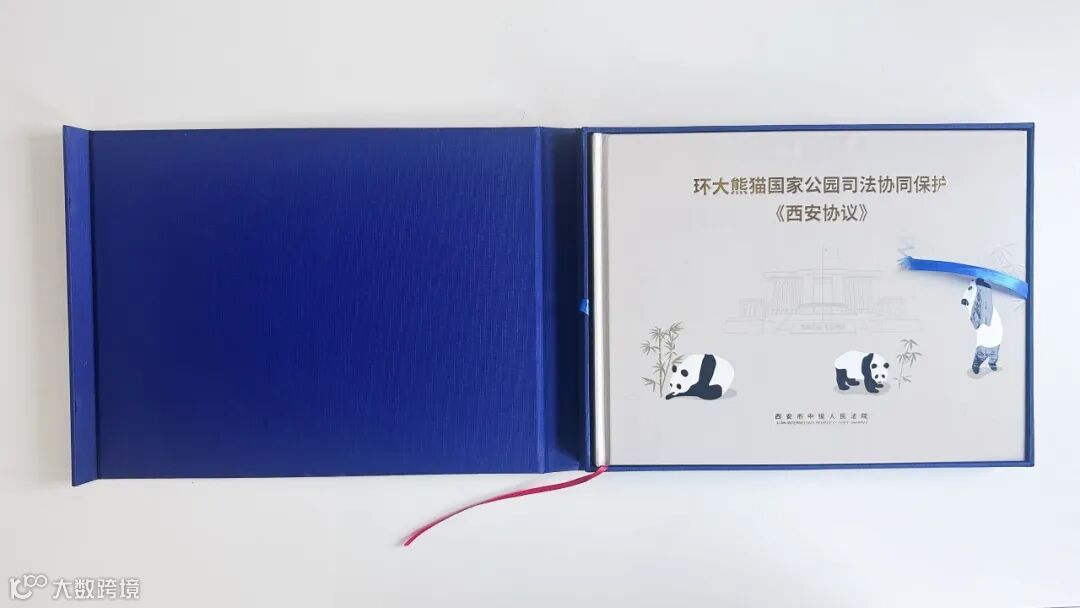 环大熊猫国家公园司法协同保护
《西安协议》
西安市中级人民法院
大数跨境